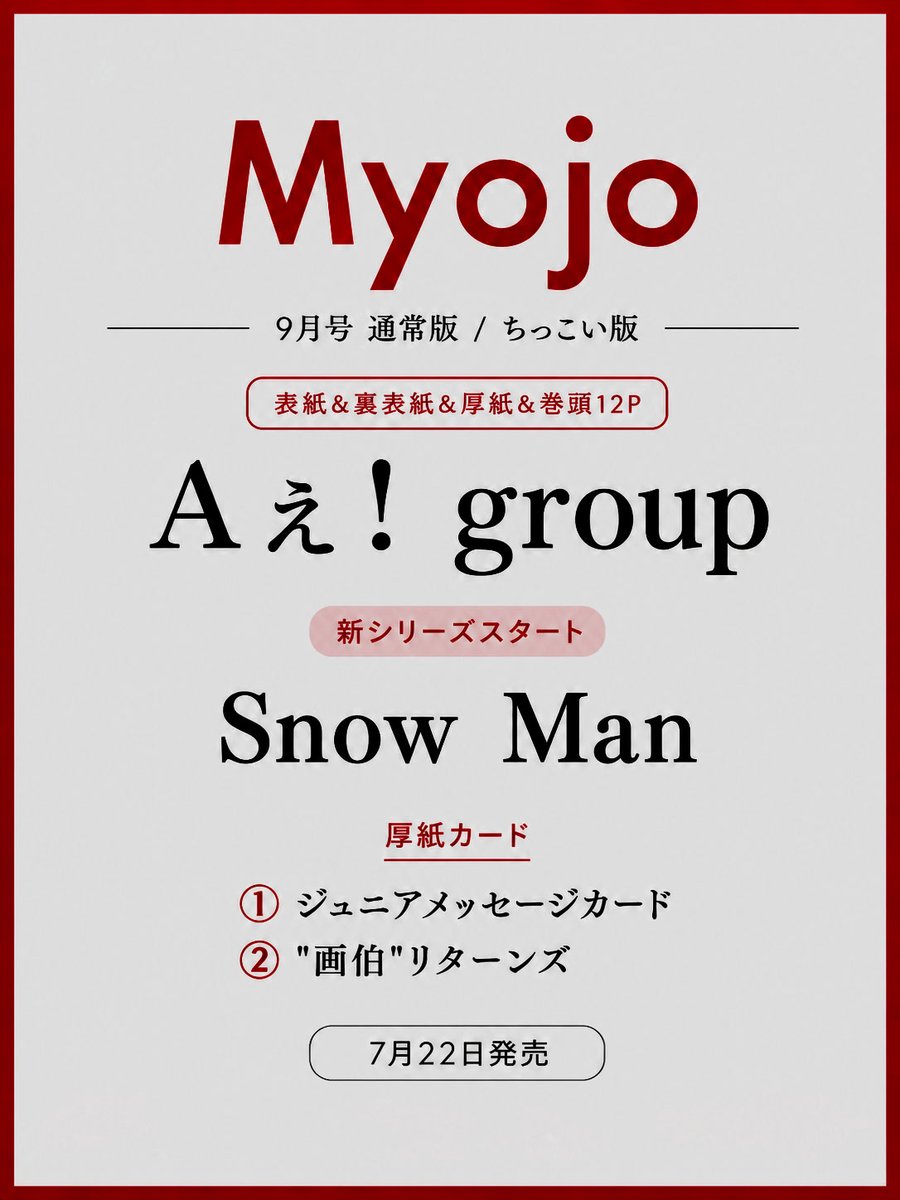 Myojo
9月号 通常版 / ちっこい版
表紙&裏表紙&厚紙&巻頭12P
Aぇ! group
新シリーズスタート
Snow Man
厚紙カード
① ジュニアメッセージカード
② "画伯"リターンズ
7月22日発売